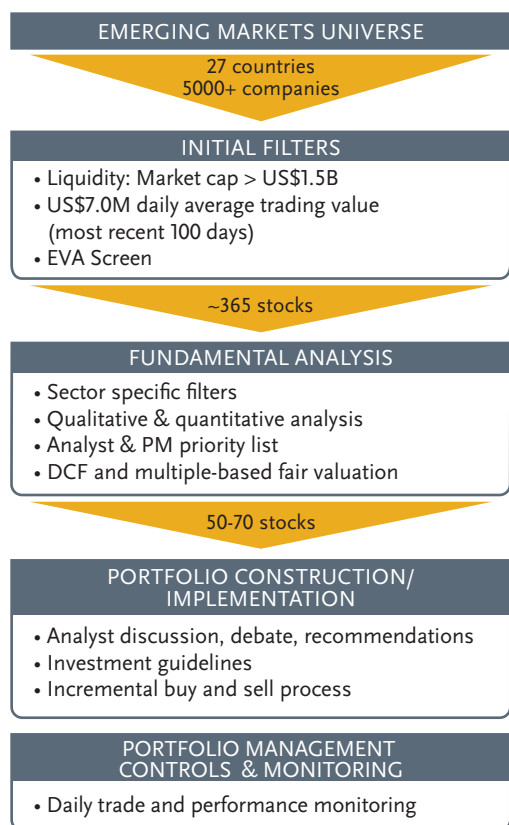 EMERGING MARKETS UNIVERSE
27 countries
5000+ companies
INITIAL FILTERS
• Liquidity: Market cap > US$1.5B
• US$7.0M daily average trading value
(most recent 100 days)
• EVA Screen
~365 stocks
FUNDAMENTAL ANALYSIS
• Sector specific filters
• Qualitative & quantitative analysis
• Analyst & PM priority list
• DCF and multiple-based fair valuation
50-70 stocks
PORTFOLIO CONSTRUCTION/
IMPLEMENTATION
• Analyst discussion, debate, recommendations
• Investment guidelines
• Incremental buy and sell process
PORTFOLIO MANAGEMENT
CONTROLS & MONITORING
• Daily trade and performance monitoring